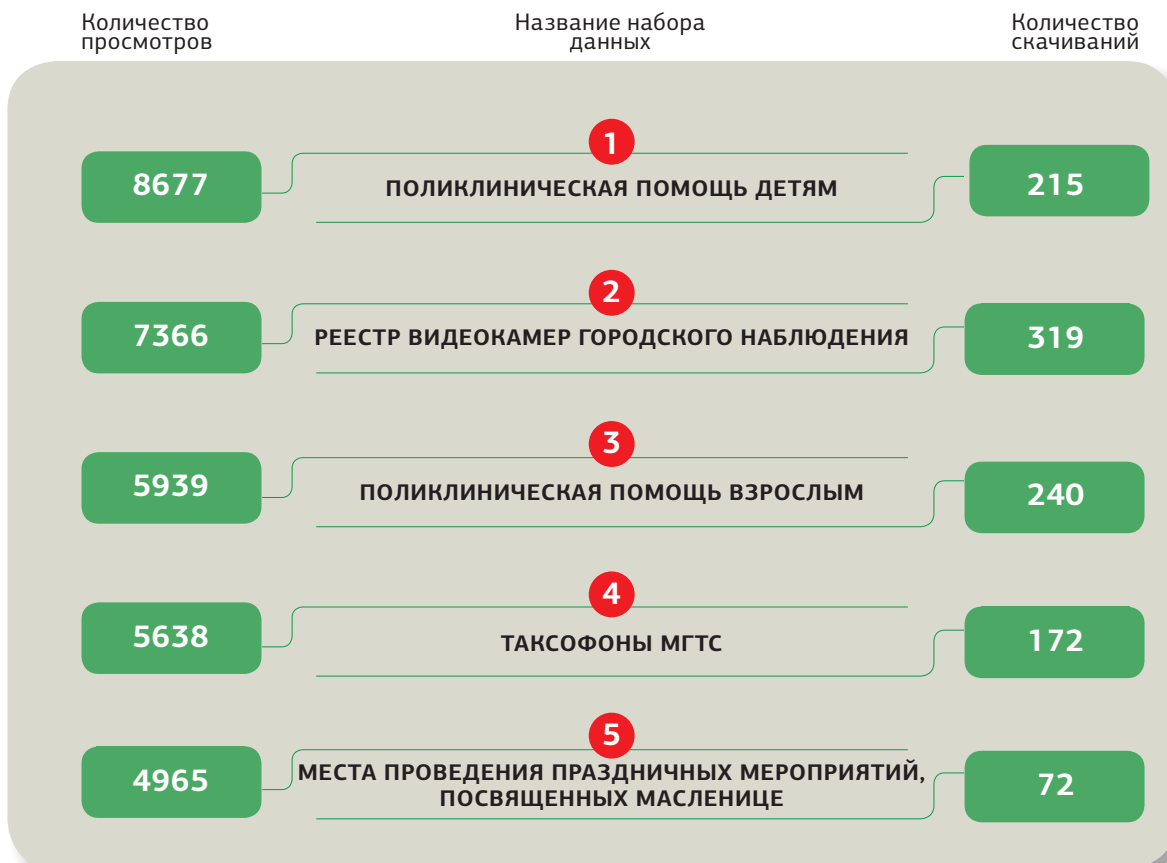 Количество
просмотров
Название набора
данных
Количество
скачиваний
1
8677
ПОЛИКЛИНИЧЕСКАЯ ПОМОЩЬ ДЕТЯМ
215
2
7366
РЕЕСТР ВИДЕОКАМЕР ГОРОДСКОГО НАБЛЮДЕНИЯ
319
3
5939
ПОЛИКЛИНИЧЕСКАЯ ПОМОЩЬ ВЗРОСЛЫМ
240
4
5638
ТАКСОФОНЫ МГТС
172
5
4965
МЕСТА ПРОВЕДЕНИЯ ПРАЗДНИЧНЫХ МЕРОПРИЯТИЙ,
ПОСВЯЩЕННЫХ МАСЛЕНИЦЕ
72